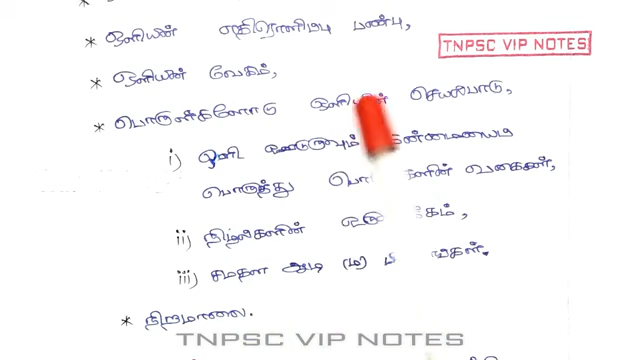 * ஒளியின் எதிரொளிப்பு பண்பு,
TNPSC VIP NOTES
* ஒளியின் வேகம்,
* பொருள்களோடு ஒளியின் செயல்பாடு,
i) ஒளி ஊடுருவும்
பொருத்து வகைகள்,
ii) நிழல்களின்
iii) சமதள ஆடி (ம)
* நிறமாலை.
TNPSC VIP NOTES